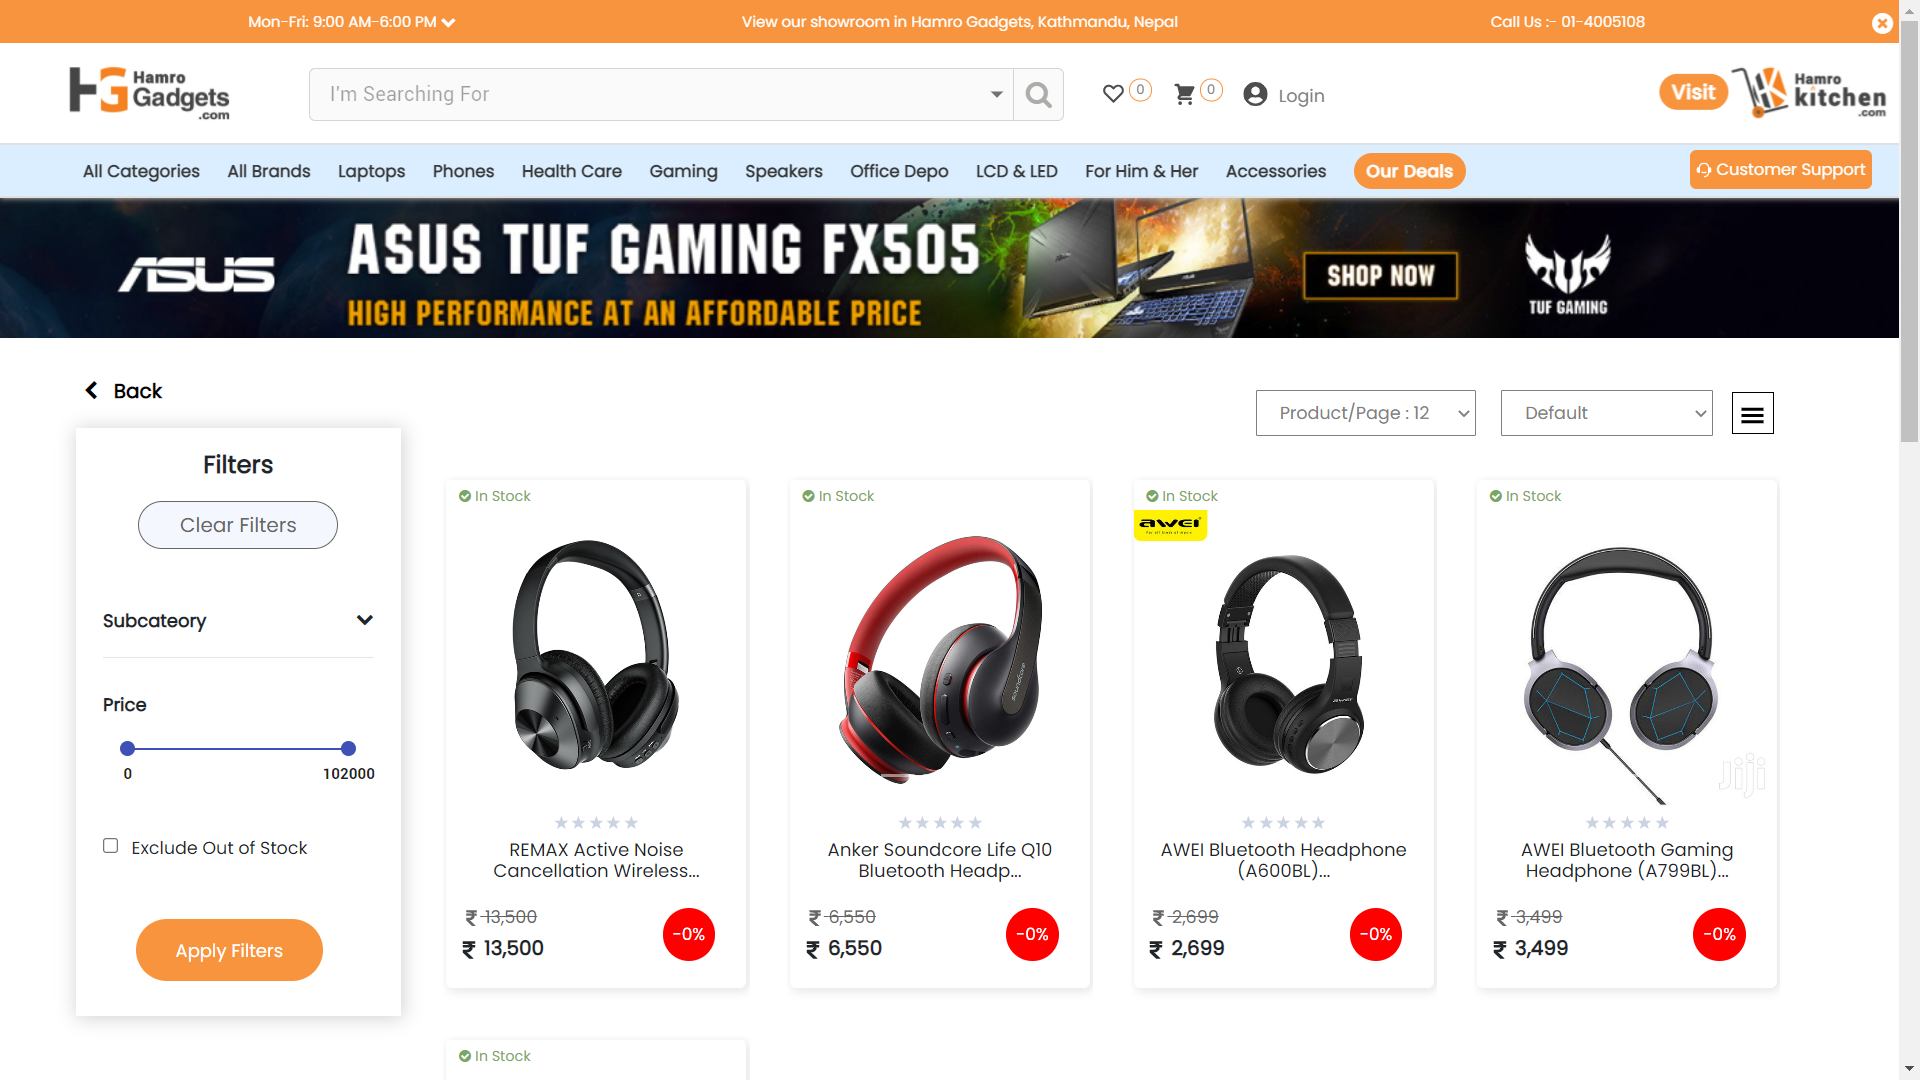 Mon-Fri: 9:00 AM-6:00 PM
View our showroom in Hamro Gadgets, Kathmandu, Nepal
Call Us :- 01-4005108
Hamro
Gadgets
.com
I'm Searching For
0
0
Login
Visit
Hamro
kitchen
.com
All Categories
All Brands
Laptops
Phones
Health Care
Gaming
Speakers
Office Depo
LCD & LED
For Him & Her
Accessories
Our Deals
Customer Support
ASUS
ASUS TUF GAMING FX505
HIGH PERFORMANCE AT AN AFFORDABLE PRICE
SHOP NOW
TUF GAMING
Back
Product/Page : 12
Default
Filters
Clear Filters
Subcateory
Price
0
102000
Exclude Out of Stock
Apply Filters
In Stock
REMAX Active Noise
Cancellation Wireless...
₹ 13,500
₹ 13,500
-0%
In Stock
soundcore
Anker Soundcore Life Q10
Bluetooth Headp...
₹ 6,550
₹ 6,550
-0%
In Stock
AWEI
AWEI Bluetooth Headphone
(A600BL)...
₹ 2,699
₹ 2,699
-0%
In Stock
Jiji
AWEI Bluetooth Gaming
Headphone (A799BL)...
₹ 3,499
₹ 3,499
-0%
In Stock